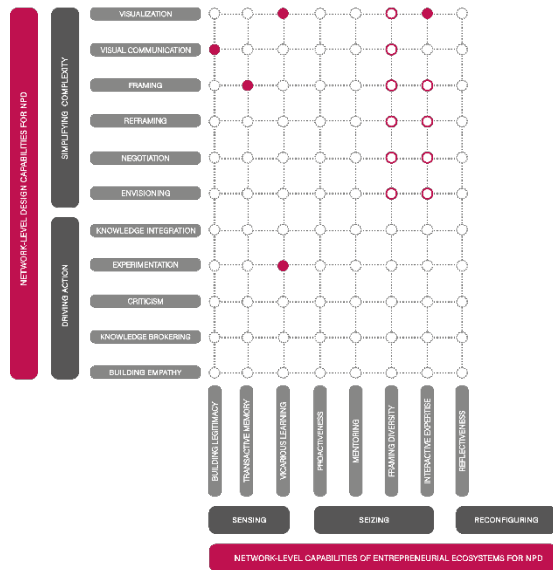 NETWORK-LEVEL DESIGN CAPABILITIES FOR NPD
SIMPLIFYING COMPLEXITY
VISUALIZATION
VISUAL COMMUNICATION
FRAMING
REFRAMING
NEGOTIATION
ENVISIONING
DRIVING ACTION
KNOWLEDGE INTEGRATION
EXPERIMENTATION
CRITICISM
KNOWLEDGE BROKERING
BUILDING EMPATHY
BUILDING LEGITIMACY
TRANSACTIVE MEMORY
VICARIOUS LEARNING
PROACTIVENESS
MENTORING
FRAMING DIVERSITY
INTERACTIVE EXPERTISE
REFLECTIVENESS
SENSING
SEIZING
RECONFIGURING
NETWORK-LEVEL CAPABILITIES OF ENTREPRENEURIAL ECOSYSTEMS FOR NPD